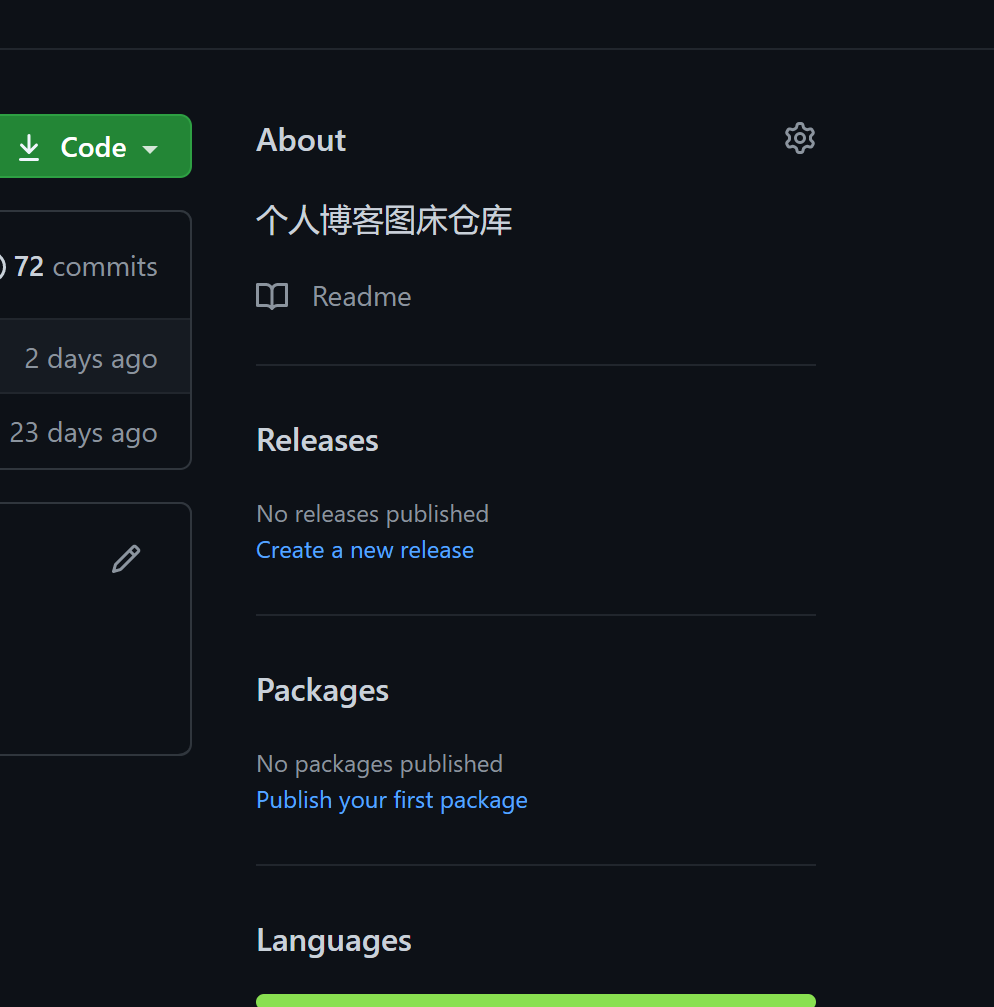 Code
72 commits
2 days ago
23 days ago
About
个人博客图床仓库
Readme
Releases
No releases published
Create a new release
Packages
No packages published
Publish your first package
Languages